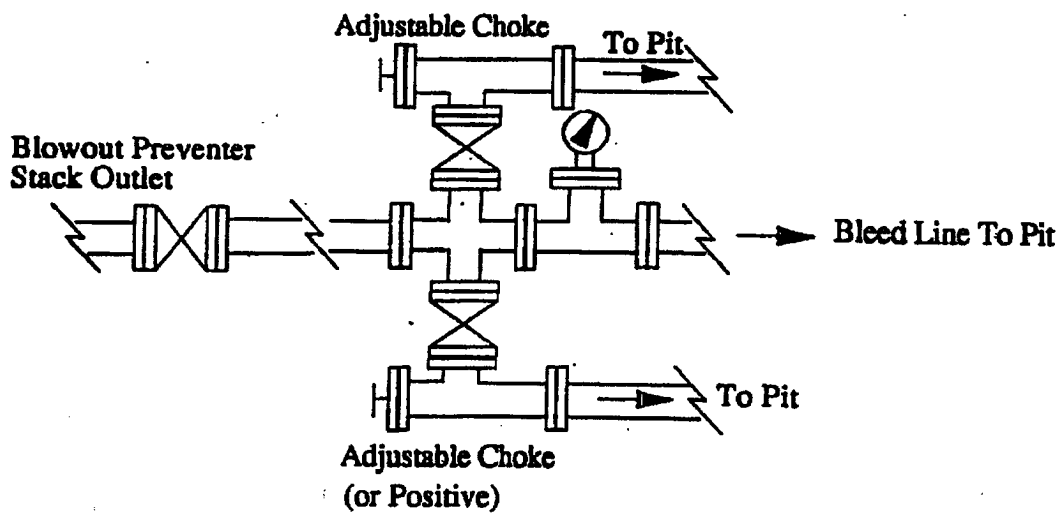 Adjustable Choke
To Pit
Blowout Preventer
Stack Outlet
Bleed Line To Pit
To Pit
Adjustable Choke
(or Positive)